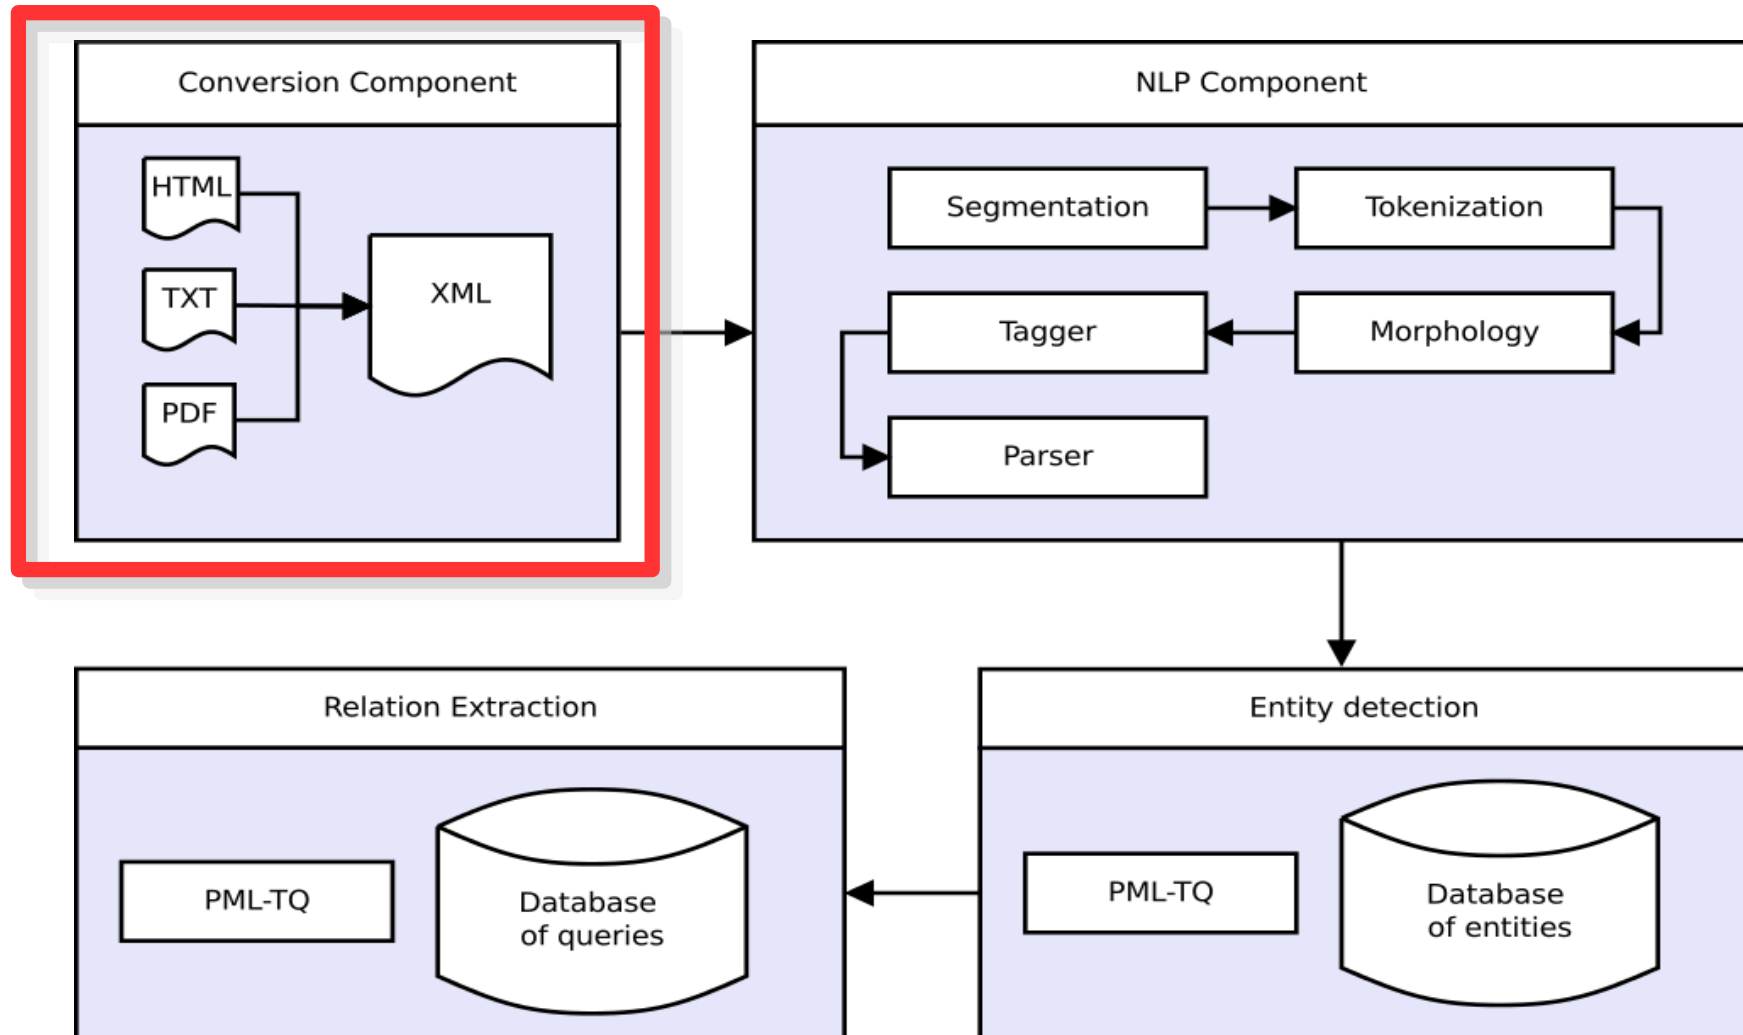 Conversion Component
HTML
TXT
PDF
XML
NLP Component
Segmentation
Tokenization
Tagger
Morphology
Parser
Relation Extraction
PML-TQ
Database
of queries
Entity detection
PML-TQ
Database
of entities